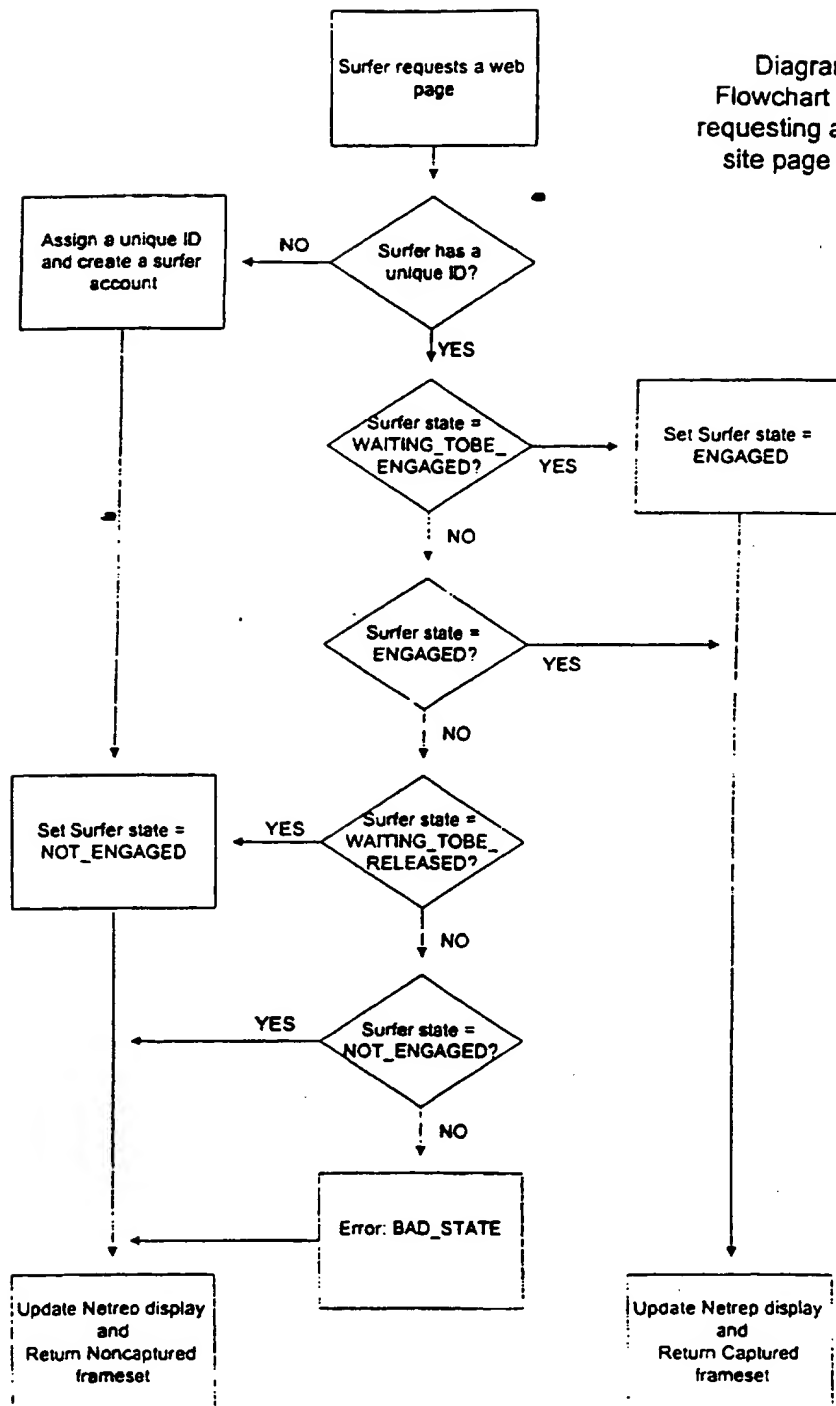 Surfer requests a web
page
Flowchart
requesting a
site page
Assign a unique ID
and create a surfer
account
NO
Surfer has a
unique ID?
YES
Surfer state =
WAITING_TOBE_
ENGAGED?
YES
Set Surfer state =
ENGAGED
NO
Surfer state =
ENGAGED?
YES
NO
Set Surfer state =
NOT_ENGAGED
YES
Surfer state =
WAITING_TOBE_
RELEASED?
NO
YES
Surfer state =
NOT_ENGAGED?
NO
Error: BAD_STATE
Update Netrep display
and
Return Noncaptured
frameset
Update Netrep display
and
Return Captured
frameset